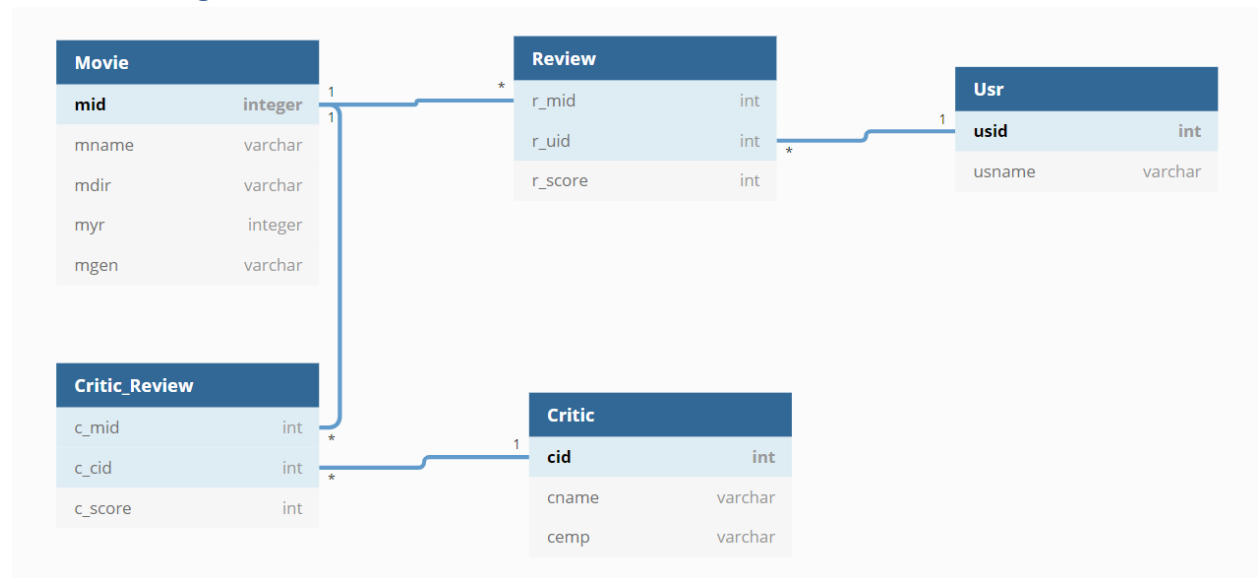 Movie
mid integer
mname varchar
mdir varchar
myr integer
mgen varchar
1
1
*
Review
r_mid int
r_uid int
r_score int
*
1
Usr
usid int
usname varchar
Critic_Review
c_mid int
c_cid int
c_score int
*
*
1
Critic
cid int
cname varchar
cemp varchar